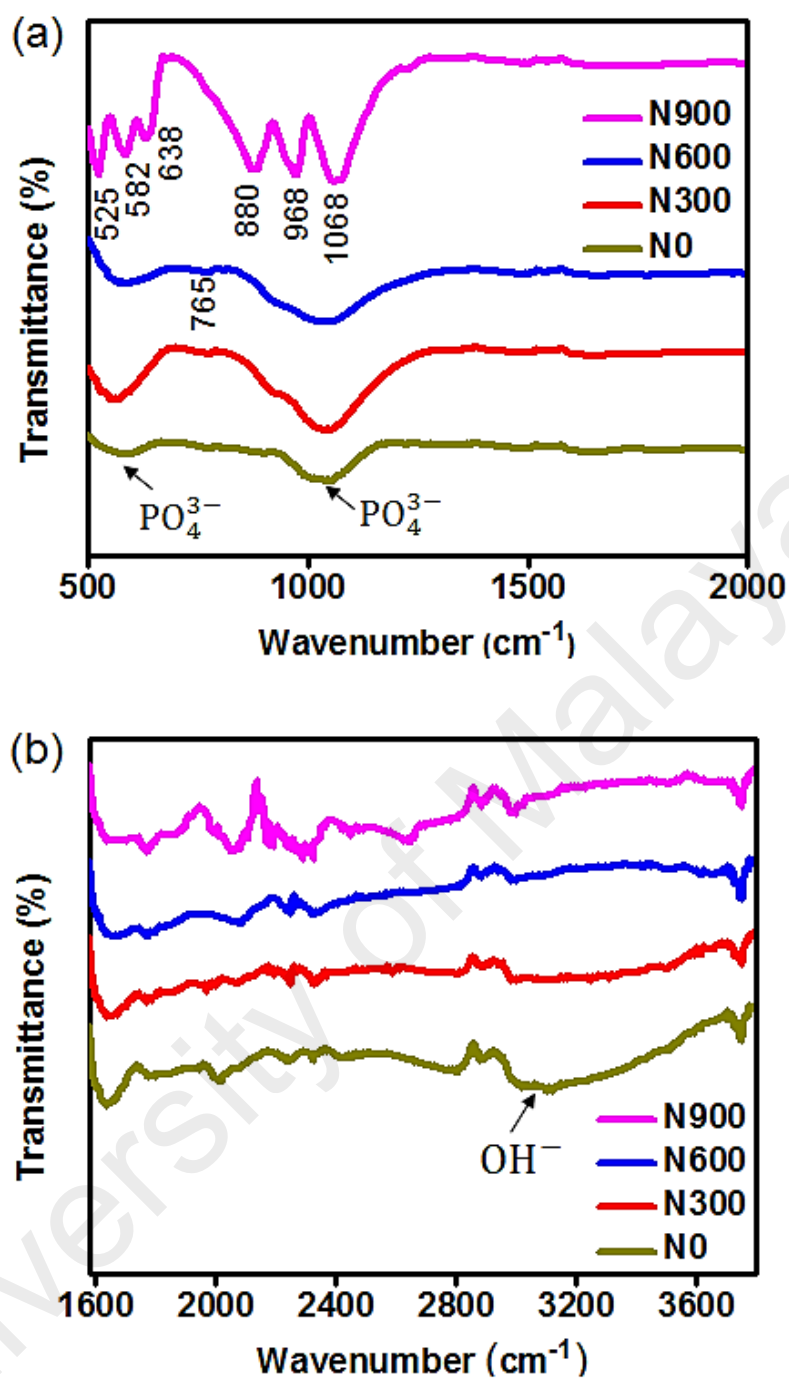 (a)
Transmittance (%)
525
582
638
880
968
1068
765
N900
N600
N300
N0
PO₄³⁻
PO₄³⁻
500 1000 1500 2000
Wavenumber (cm⁻¹)
(b)
Transmittance (%)
OH⁻
N900
N600
N300
N0
1600 2000 2400 2800 3200 3600
Wavenumber (cm⁻¹)
University of Malaya